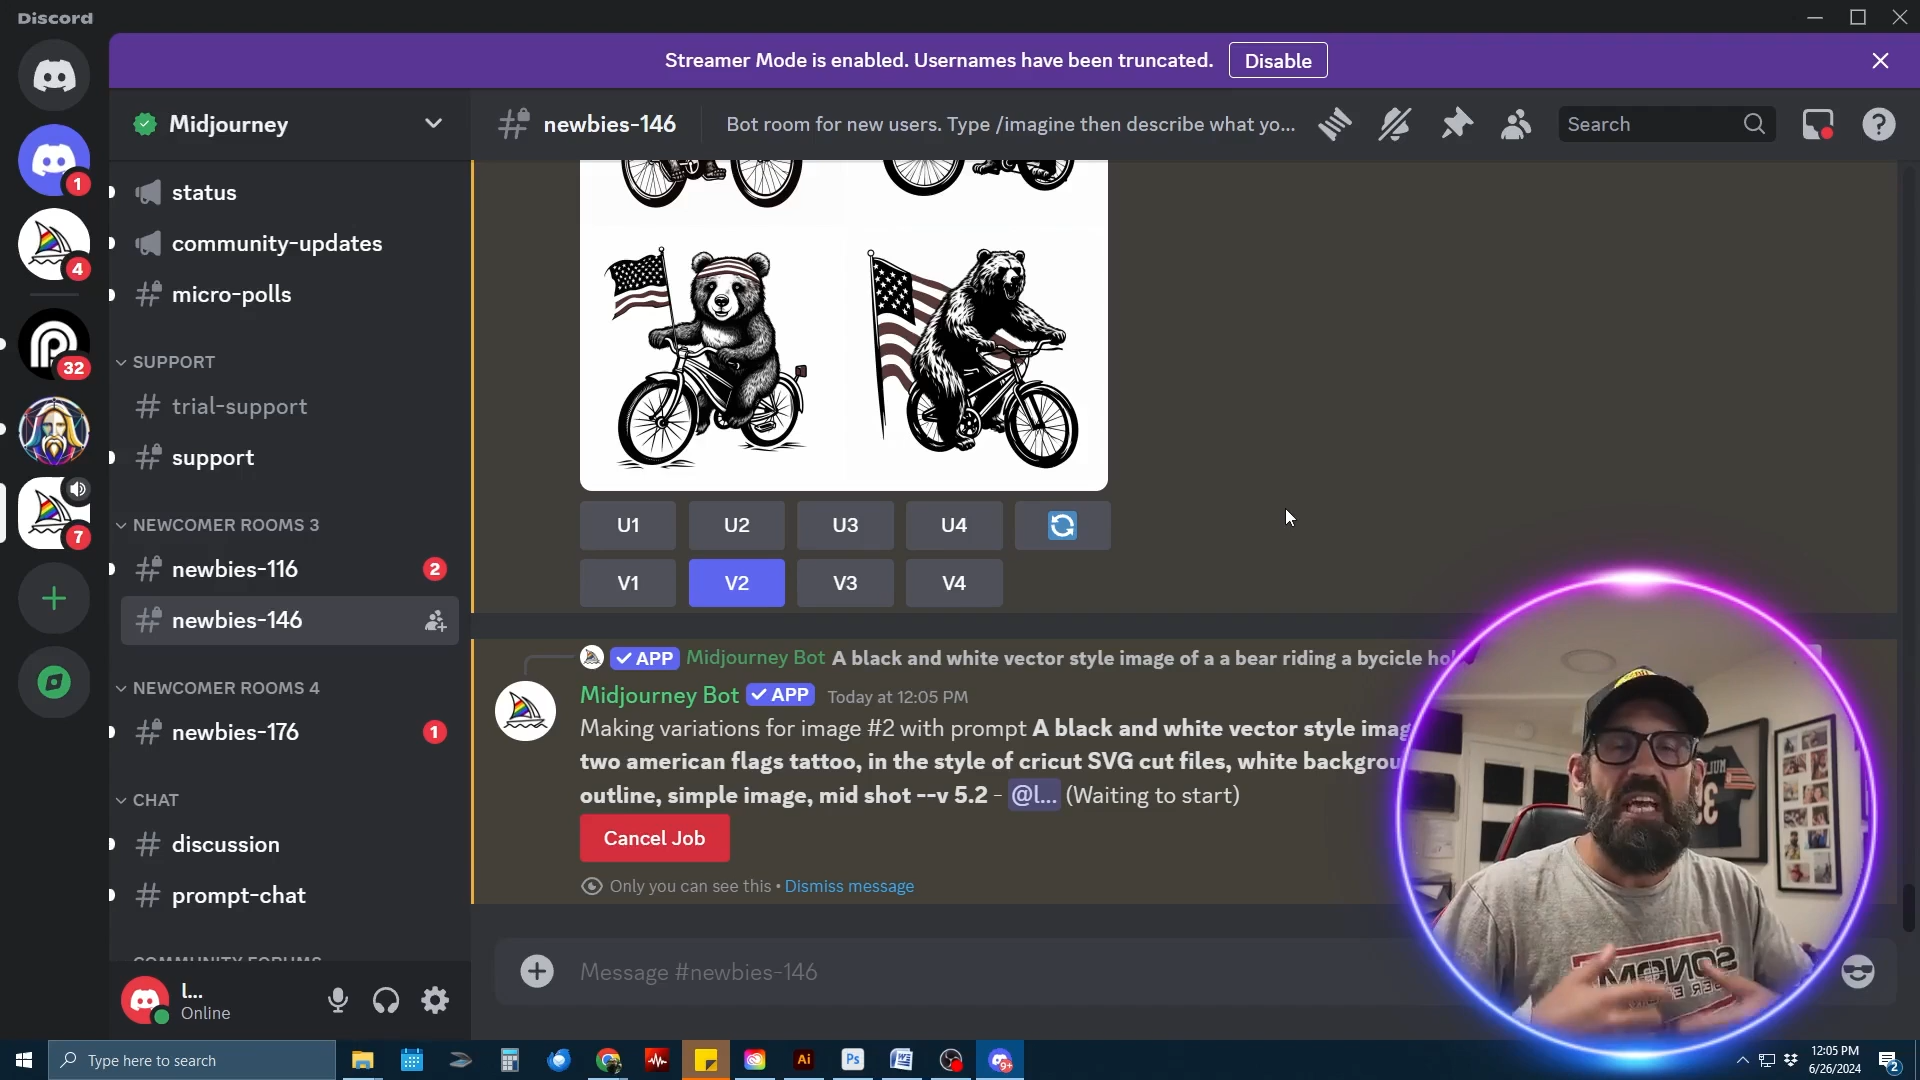 Discord
Streamer Mode is enabled. Usernames have been truncated.
Disable
Midjourney
newbies-146
Bot room for new users. Type /imagine then describe what yo...
Search
1
4
32
7
status
community-updates
micro-polls
SUPPORT
trial-support
support
NEWCOMER ROOMS 3
newbies-116
2
newbies-146
NEWCOMER ROOMS 4
newbies-176
1
CHAT
discussion
prompt-chat
COMMUNITY FORUMS
l...
Online
U1
U2
U3
U4
V1
V2
V3
V4
APP Midjourney Bot A black and white vector style image of a a bear riding a bycicle ho
Midjourney Bot APP Today at 12:05 PM
Making variations for image #2 with prompt A black and white vector style imag
two american flags tattoo, in the style of cricut SVG cut files, white backgrou
outline, simple image, mid shot --v 5.2 - @l... (Waiting to start)
Cancel Job
Only you can see this • Dismiss message
Message #newbies-146
Type here to search
Ai
Ps
9+
12:05 PM
6/26/2024
2